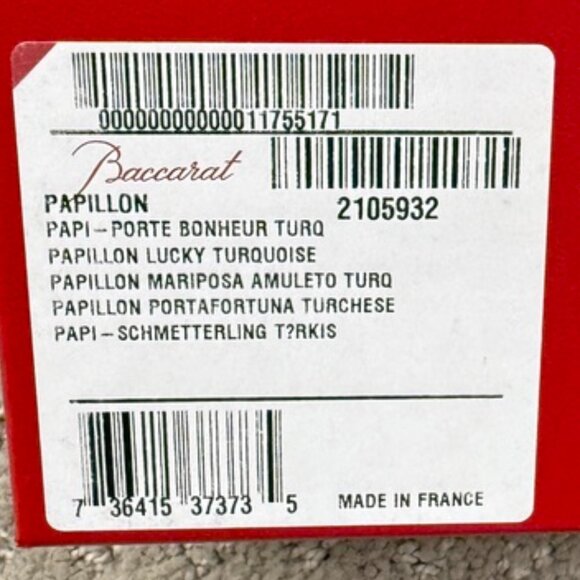 000000000000011755171
Baccarat
PAPILLON 2105932
PAPI-PORTE BONHEUR TURQ
PAPILLON LUCKY TURQUOISE
PAPILLON MARIPOSA AMULETO TURQ
PAPILLON PORTAFORTUNA TURCHESE
PAPI-SCHMETTERLING T?RKIS
7 36415 37373 5 MADE IN FRANCE